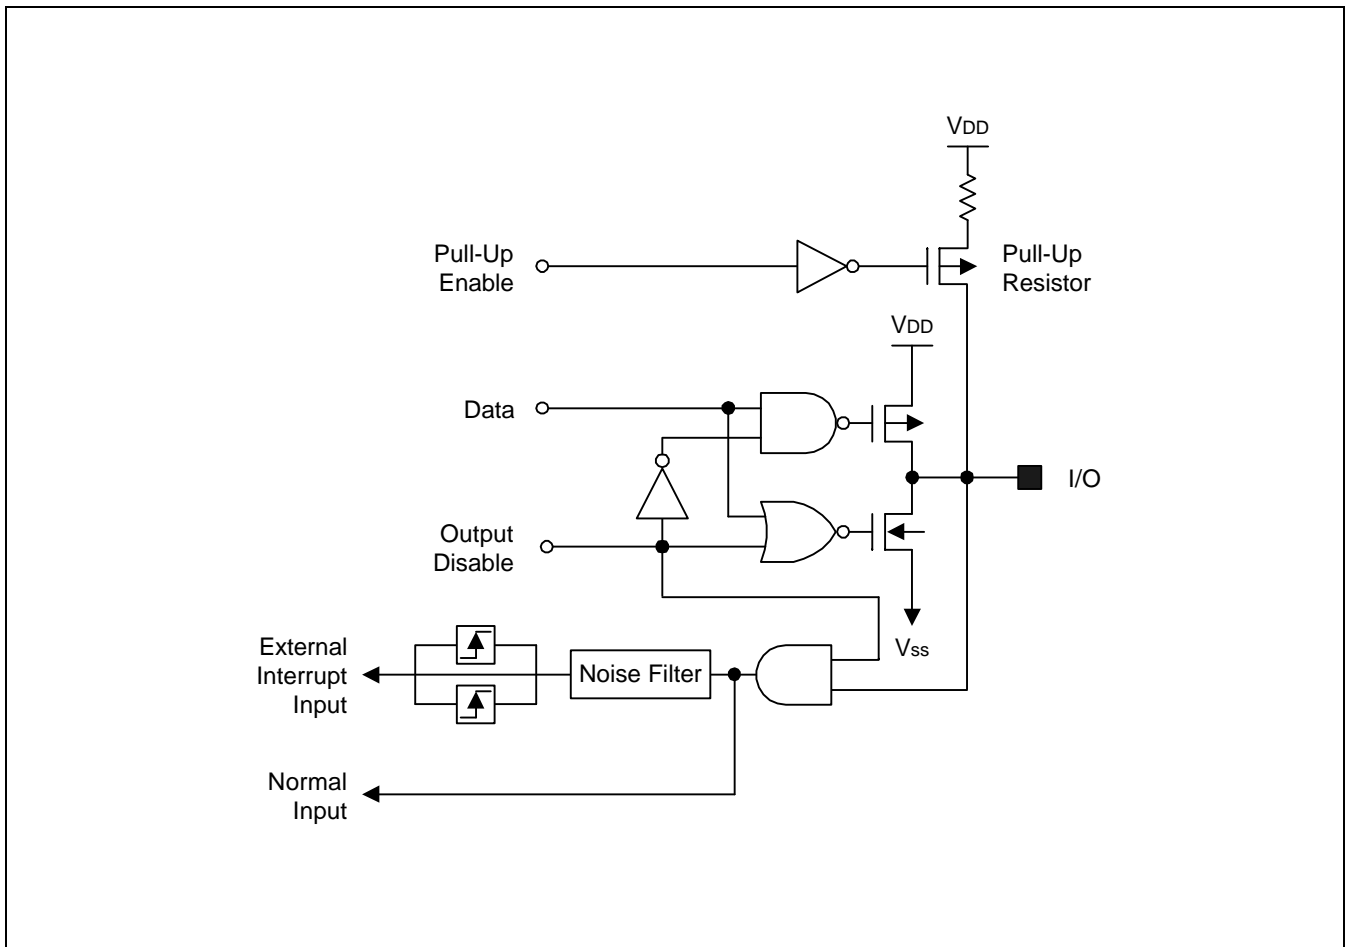 VDD
Pull-Up
Enable
Pull-Up
Resistor
VDD
Data
I/O
Output
Disable
Vss
External
Interrupt
Input
Noise Filter
Normal
Input